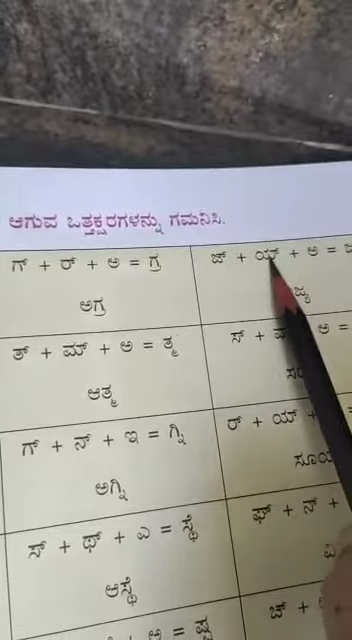 ಆಗುವ ಒತ್ತಕ್ಷರಗಳನ್ನು ಗಮನಿಸಿ.
ಗ್ + ರ್ + ಅ = ಗ್ರ
ಅಗ್ರ
ಜ್ + ಯ್ + ಅ =
ತ್ + ಮ್ + ಅ = ತ್ಮ
ಆತ್ಮ
ಸ್ + ಅ =
ಗ್ + ನ್ + ಇ = ಗ್ನಿ
ಅಗ್ನಿ
ರ್ + ಯ್ +
ಸ್ + ಥ್ + ಎ = ಸ್ಥೆ
ಆಸ್ಥೆ
ಘ್ + ನ್ +
+ ಅ =
ಚ್ +